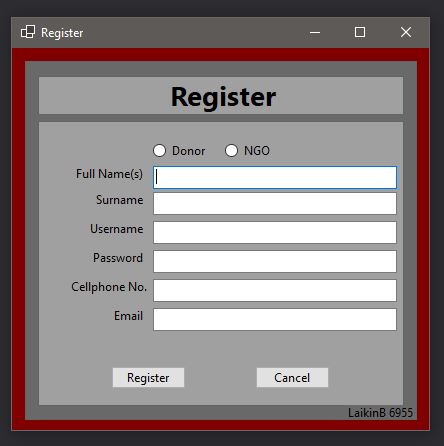 Register
Register
Donor NGO
Full Name(s)
Surname
Username
Password
Cellphone No.
Email
Register Cancel
LaikinB 6955